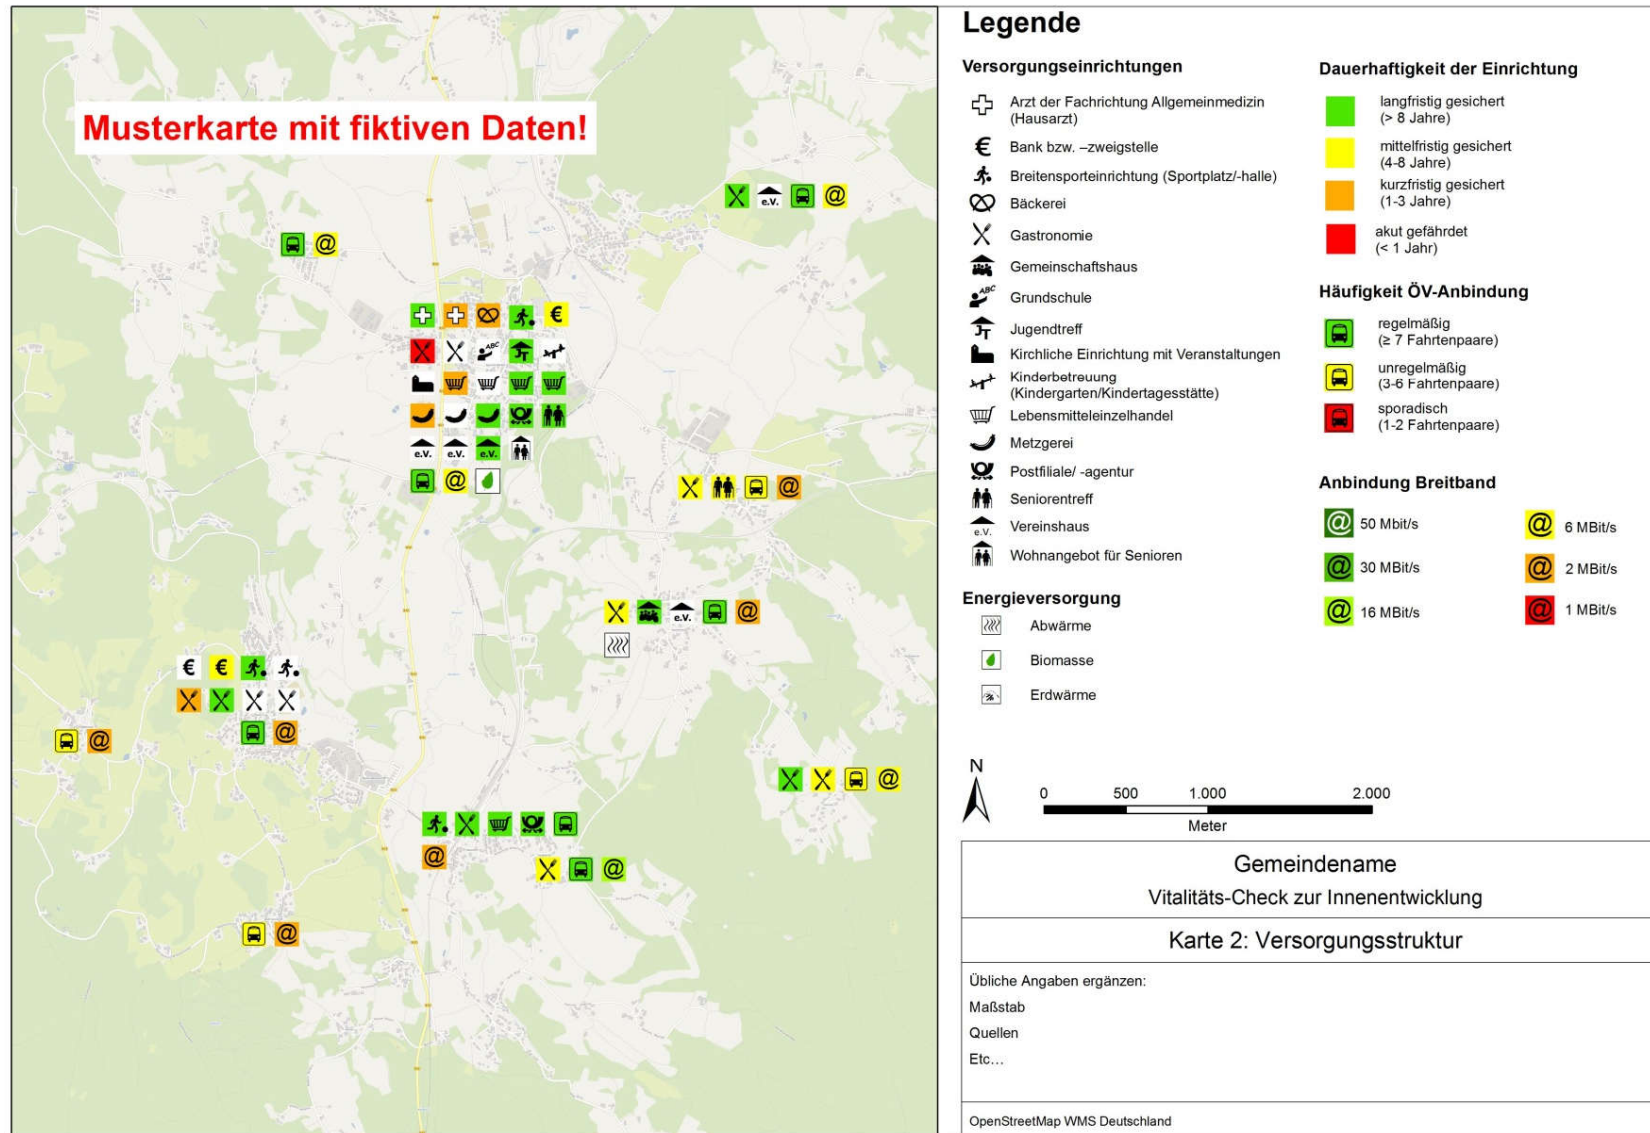 Musterkarte mit fiktiven Daten!
Legende
Versorgungseinrichtungen
Arzt der Fachrichtung Allgemeinmedizin
(Hausarzt)
€ Bank bzw. –zweigstelle
Breitensporteinrichtung (Sportplatz/-halle)
Bäckerei
Gastronomie
Gemeinschaftshaus
ABC Grundschule
JT Jugendtreff
Kirchliche Einrichtung mit Veranstaltungen
Kinderbetreuung
(Kindergarten/Kindertagesstätte)
Lebensmitteleinzelhandel
Metzgerei
Postfiliale/ -agentur
Seniorentreff
e.V. Vereinshaus
Wohnangebot für Senioren
Energieversorgung
Abwärme
Biomasse
Erdwärme
Dauerhaftigkeit der Einrichtung
langfristig gesichert
(> 8 Jahre)
mittelfristig gesichert
(4-8 Jahre)
kurzfristig gesichert
(1-3 Jahre)
akut gefährdet
(< 1 Jahr)
Häufigkeit ÖV-Anbindung
regelmäßig
(≥ 7 Fahrtenpaare)
unregelmäßig
(3-6 Fahrtenpaare)
sporadisch
(1-2 Fahrtenpaare)
Anbindung Breitband
@ 50 Mbit/s
@ 6 MBit/s
@ 30 MBit/s
@ 2 MBit/s
@ 16 MBit/s
@ 1 MBit/s
N
0 500 1.000 2.000
Meter
Gemeindename
Vitalitäts-Check zur Innenentwicklung
Karte 2: Versorgungsstruktur
Übliche Angaben ergänzen:
Maßstab
Quellen
Etc…
OpenStreetMap WMS Deutschland